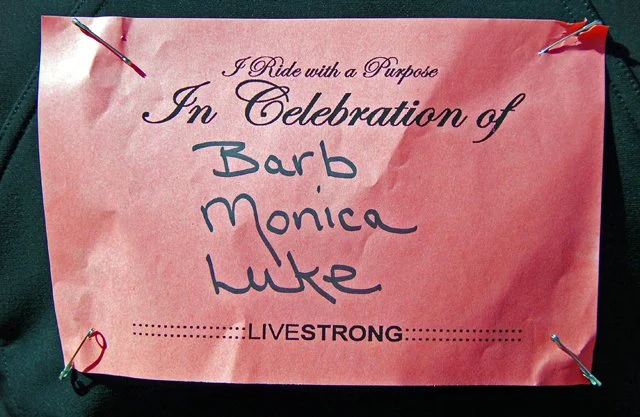 I Ride with a Purpose
In Celebration of
Barb
Monica
Luke
::::::::::::::::::::::LIVESTRONG::::::::::::::::::::::